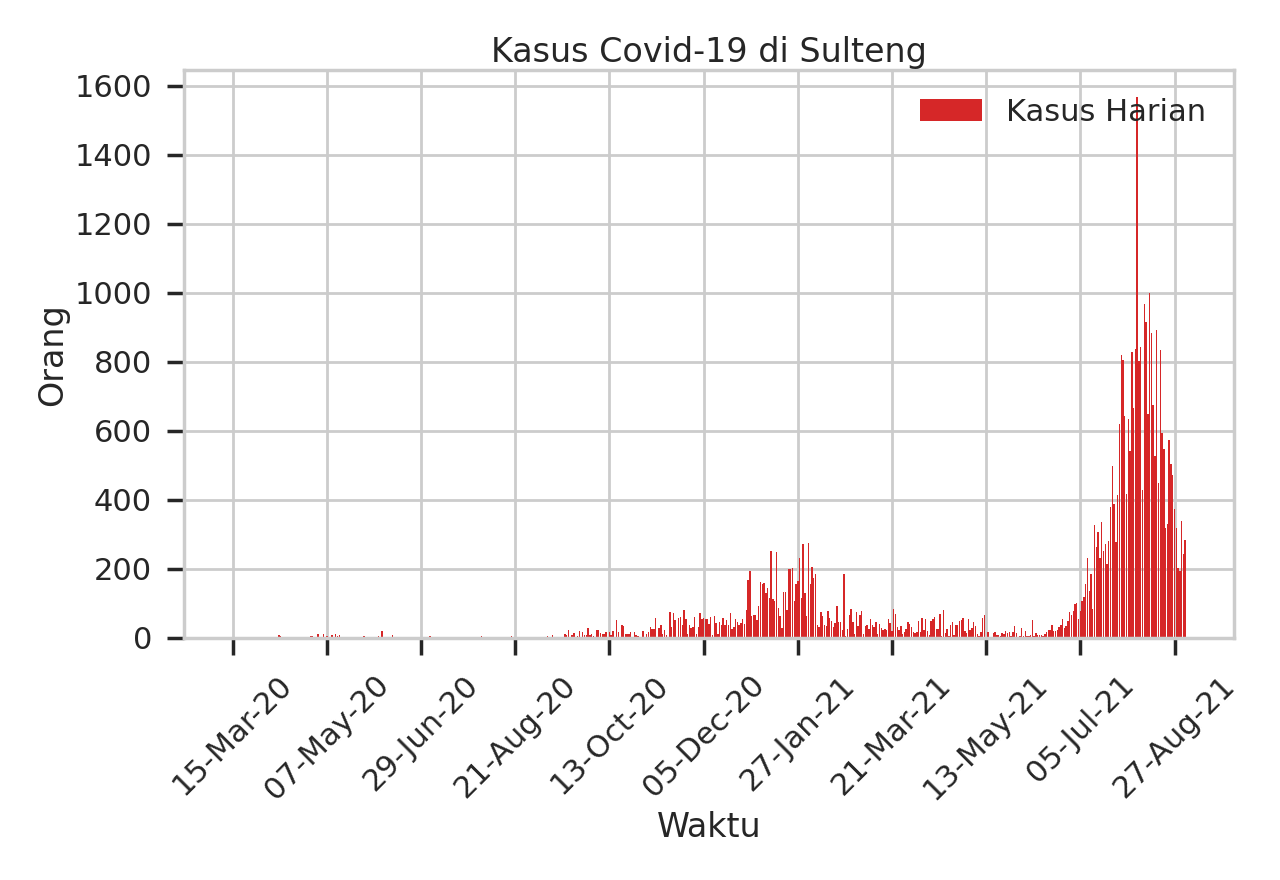 Kasus Covid-19 di Sulteng
Kasus Harian
Orang
1600
1400
1200
1000
800
600
400
200
0
15-Mar-20
07-May-20
29-Jun-20
21-Aug-20
13-Oct-20
05-Dec-20
27-Jan-21
21-Mar-21
13-May-21
05-Jul-21
27-Aug-21
Waktu